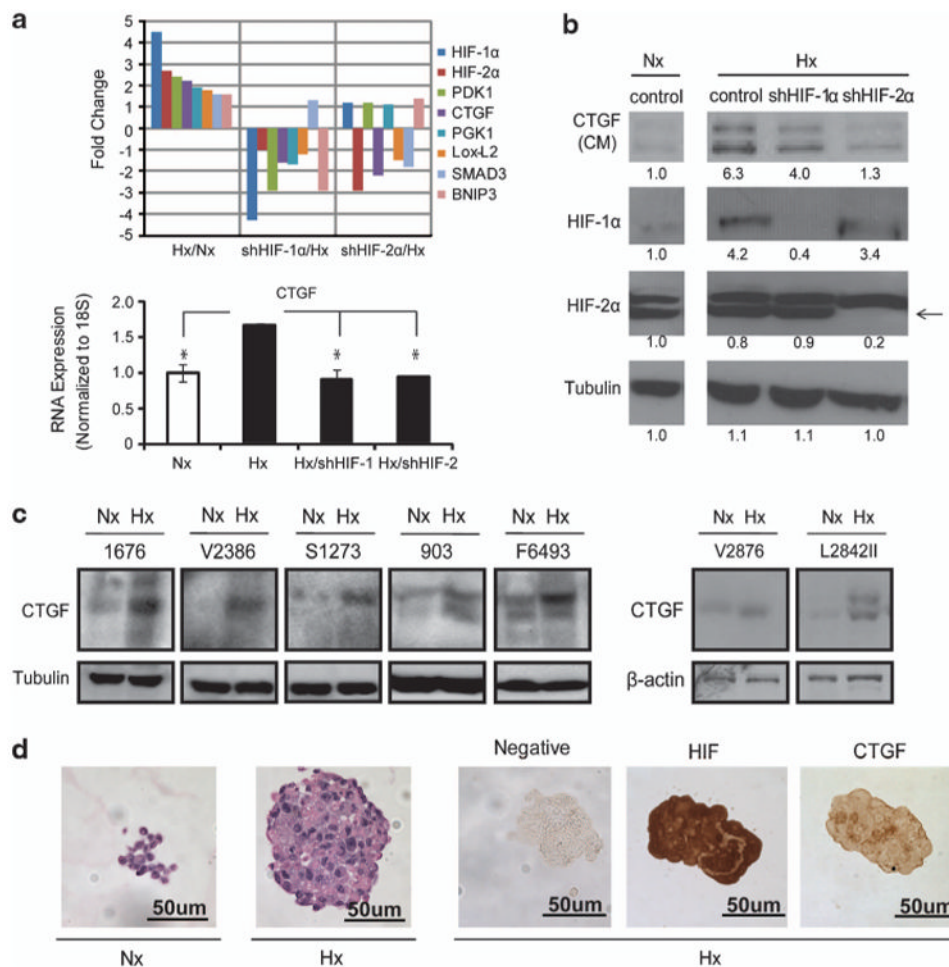 a
5
4
3
2
1
0
-1
-2
-3
-4
-5
Fold Change
Hx/Nx shHIF-1α/Hx shHIF-2α/Hx
HIF-1α
HIF-2α
PDK1
CTGF
PGK1
Lox-L2
SMAD3
BNIP3
CTGF
RNA Expression
(Normalized to 18S)
2.0
1.5
1.0
0.5
0
* * *
Nx Hx Hx/shHIF-1 Hx/shHIF-2
b
Nx Hx
control control shHIF-1α shHIF-2α
CTGF
(CM)
1.0 6.3 4.0 1.3
HIF-1α
1.0 4.2 0.4 3.4
HIF-2α
1.0 0.8 0.9 0.2
Tubulin
1.0 1.1 1.1 1.0
c
Nx Hx Nx Hx Nx Hx Nx Hx Nx Hx Nx Hx Nx Hx
1676 V2386 S1273 903 F6493 V2876 L2842II
CTGF CTGF
Tubulin β-actin
d
Negative HIF CTGF
50um 50um 50um 50um 50um
Nx Hx Hx